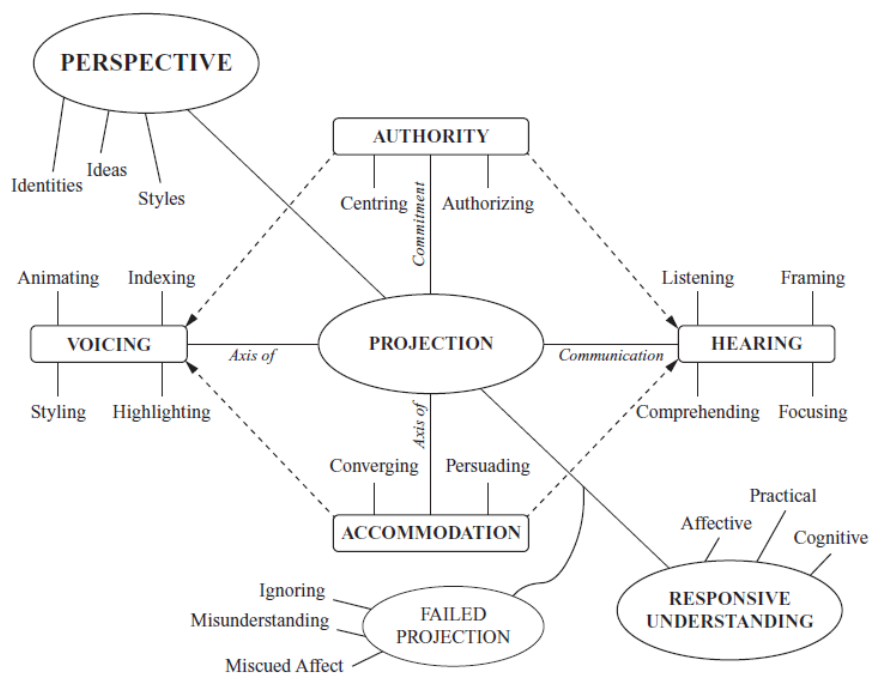 PERSPECTIVE
Identities
Ideas
Styles
AUTHORITY
Centring
Commitment
Authorizing
Animating
Indexing
Listening
Framing
VOICING
Axis of
PROJECTION
Communication
HEARING
Styling
Highlighting
Axis of
Comprehending
Focusing
Converging
Persuading
ACCOMMODATION
Practical
Affective
Cognitive
Ignoring
Misunderstanding
Miscued Affect
FAILED
PROJECTION
RESPONSIVE
UNDERSTANDING